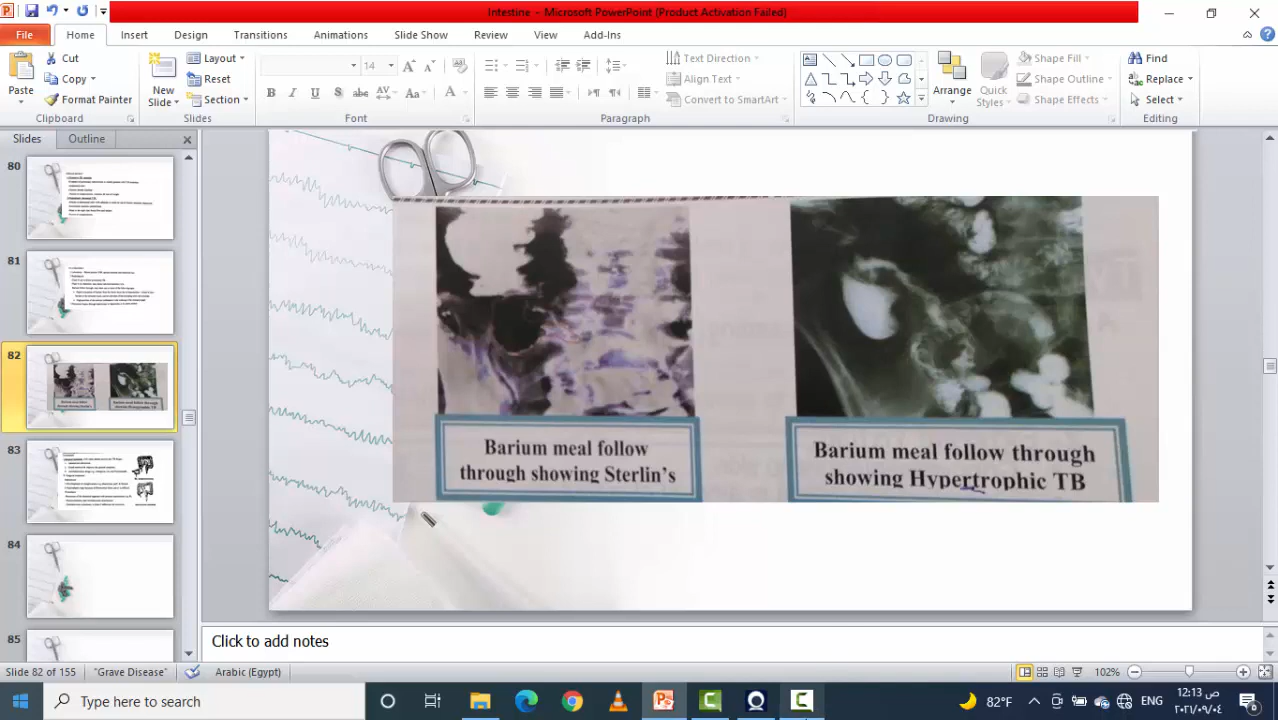 Intestine - Microsoft PowerPoint (Product Activation Failed)
File Home Insert Design Transitions Animations Slide Show Review View Add-Ins
Cut
Copy
Format Painter
Paste
Clipboard
New Slide
Layout
Reset
Section
Slides
14
Font
Text Direction
Align Text
Convert to SmartArt
Paragraph
Arrange
Quick Styles
Shape Fill
Shape Outline
Shape Effects
Drawing
Find
Replace
Select
Editing
Slides Outline
80
81
82
83
84
85
Barium meal follow
through showing Sterlin's
Barium meal follow through
showing Hypertrophic TB
Click to add notes
Slide 82 of 155 "Grave Disease" Arabic (Egypt) 102%
Type here to search
82°F ENG
12:13 ص
٢٠٢١/٠٩/٠٤